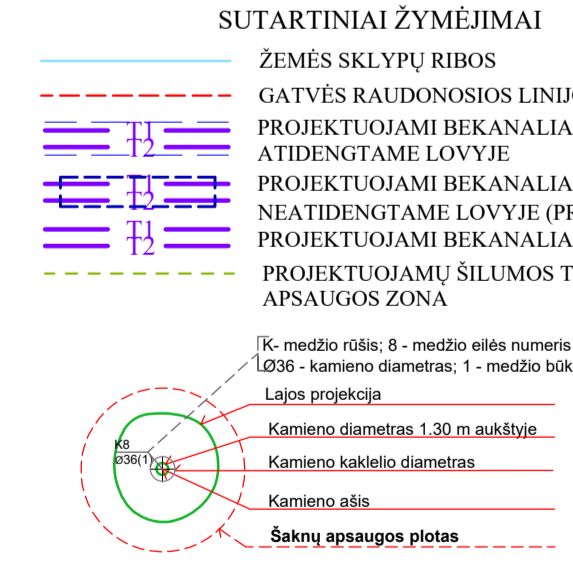 SUTARTINIAI ŽYMĖJIMAI
ŽEMĖS SKLYPŲ RIBOS
GATVĖS RAUDONOSIOS LINIJO
T1
T2
PROJEKTUOJAMI BEKANALIA
ATIDENGTAME LOVYJE
T1
T2
PROJEKTUOJAMI BEKANALIA
NEATIDENGTAME LOVYJE (PR
T1
T2
PROJEKTUOJAMI BEKANALIA
PROJEKTUOJAMŲ ŠILUMOS T
APSAUGOS ZONA
K- medžio rūšis; 8 - medžio eilės numeris
Ø36 - kamieno diametras; 1 - medžio būk
Lajos projekcija
Kamieno diametras 1.30 m aukštyje
K8
Ø36(1)
Kamieno kaklelio diametras
Kamieno ašis
Šaknų apsaugos plotas